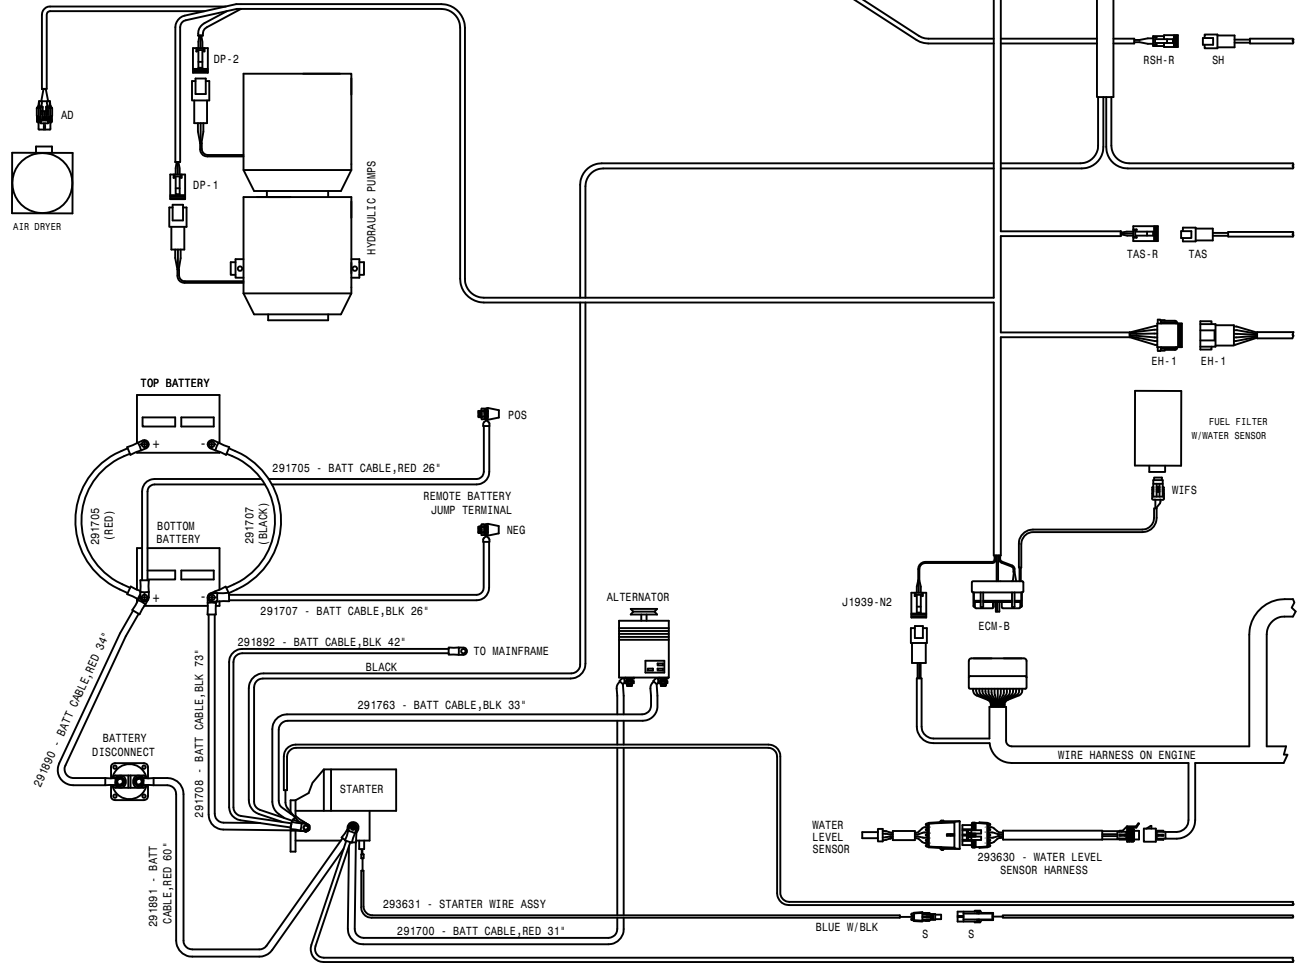 DP-2
RSH-R
SH
AD
DP-1
AIR DRYER
HYDRAULIC PUMPS
TAS-R
TAS
EH-1
EH-1
TOP BATTERY
+ -
POS
FUEL FILTER
W/WATER SENSOR
291705 - BATT CABLE,RED 26"
REMOTE BATTERY
JUMP TERMINAL
WIFS
291705
(RED)
291707
(BLACK)
BOTTOM
BATTERY
NEG
+ -
291707 - BATT CABLE,BLK 26"
ALTERNATOR
J1939-N2
ECM-B
291892 - BATT CABLE,BLK 42"
TO MAINFRAME
BLACK
291890 - BATT CABLE,RED 34"
291708 - BATT CABLE,BLK 73"
291763 - BATT CABLE,BLK 33"
BATTERY
DISCONNECT
WIRE HARNESS ON ENGINE
STARTER
WATER
LEVEL
SENSOR
293630 - WATER LEVEL
SENSOR HARNESS
291891 - BATT
CABLE,RED 60"
293631 - STARTER WIRE ASSY
BLUE W/BLK
S
S
291700 - BATT CABLE,RED 31"